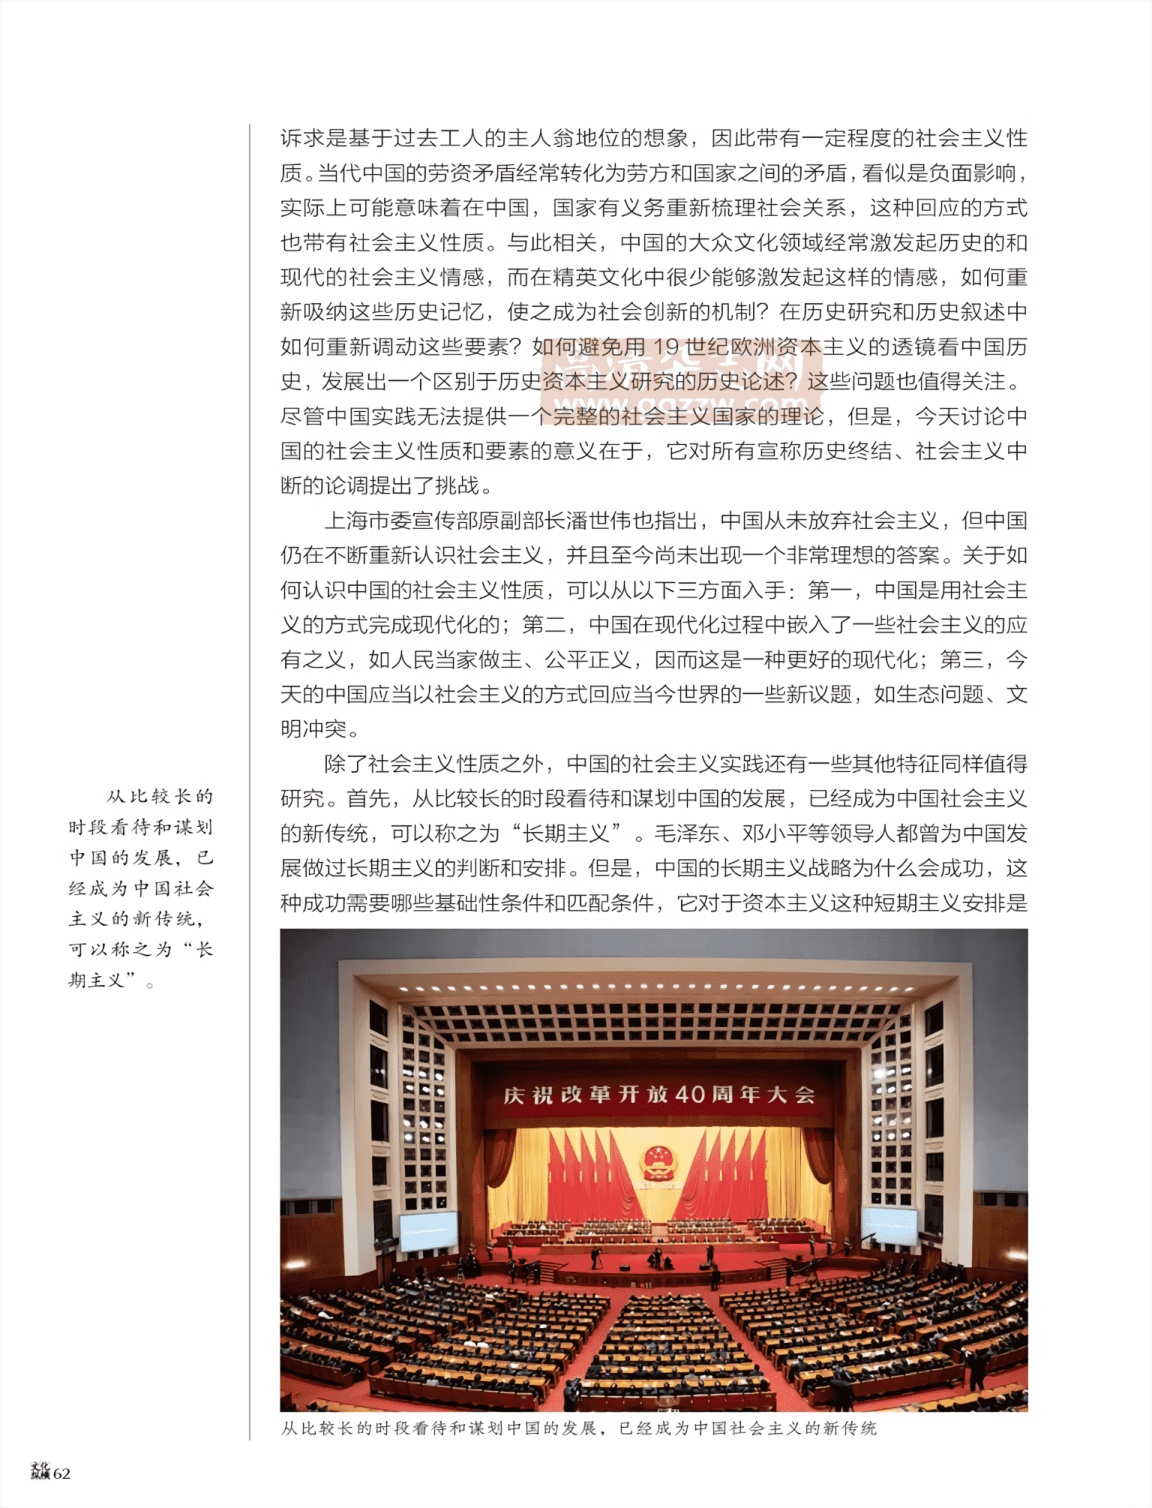 诉求是基于过去工人的主人翁地位的想象，因此带有一定程度的社会主义性
质。当代中国的劳资矛盾经常转化为劳方和国家之间的矛盾，看似是负面影响，
实际上可能意味着在中国，国家有义务重新梳理社会关系，这种回应的方式
也带有社会主义性质。与此相关，中国的大众文化领域经常激发起历史的和
现代的社会主义情感，而在精英文化中很少能够激发起这样的情感，如何重
新吸纳这些历史记忆，使之成为社会创新的机制？在历史研究和历史叙述中
如何重新调动这些要素？如何避免用 19 世纪欧洲资本主义的透镜看中国历
史，发展出一个区别于历史资本主义研究的历史论述？这些问题也值得关注。
尽管中国实践无法提供一个完整的社会主义国家的理论，但是，今天讨论中
国的社会主义性质和要素的意义在于，它对所有宣称历史终结、社会主义中
断的论调提出了挑战。
上海市委宣传部原副部长潘世伟也指出，中国从未放弃社会主义，但中国
仍在不断重新认识社会主义，并且至今尚未出现一个非常理想的答案。关于如
何认识中国的社会主义性质，可以从以下三方面入手：第一，中国是用社会主
义的方式完成现代化的；第二，中国在现代化过程中嵌入了一些社会主义的应
有之义，如人民当家做主、公平正义，因而这是一种更好的现代化；第三，今
天的中国应当以社会主义的方式回应当今世界的一些新议题，如生态问题、文
明冲突。
除了社会主义性质之外，中国的社会主义实践还有一些其他特征同样值得
研究。首先，从比较长的时段看待和谋划中国的发展，已经成为中国社会主义
的新传统，可以称之为“长期主义”。毛泽东、邓小平等领导人都曾为中国发
展做过长期主义的判断和安排。但是，中国的长期主义战略为什么会成功，这
种成功需要哪些基础性条件和匹配条件，它对于资本主义这种短期主义安排是
从比较长的
时段看待和谋划
中国的发展，已
经成为中国社会
主义的新传统，
可以称之为“长
期主义”。
庆祝改革开放40周年大会
从比较长的时段看待和谋划中国的发展，已经成为中国社会主义的新传统
文化
纵横 62